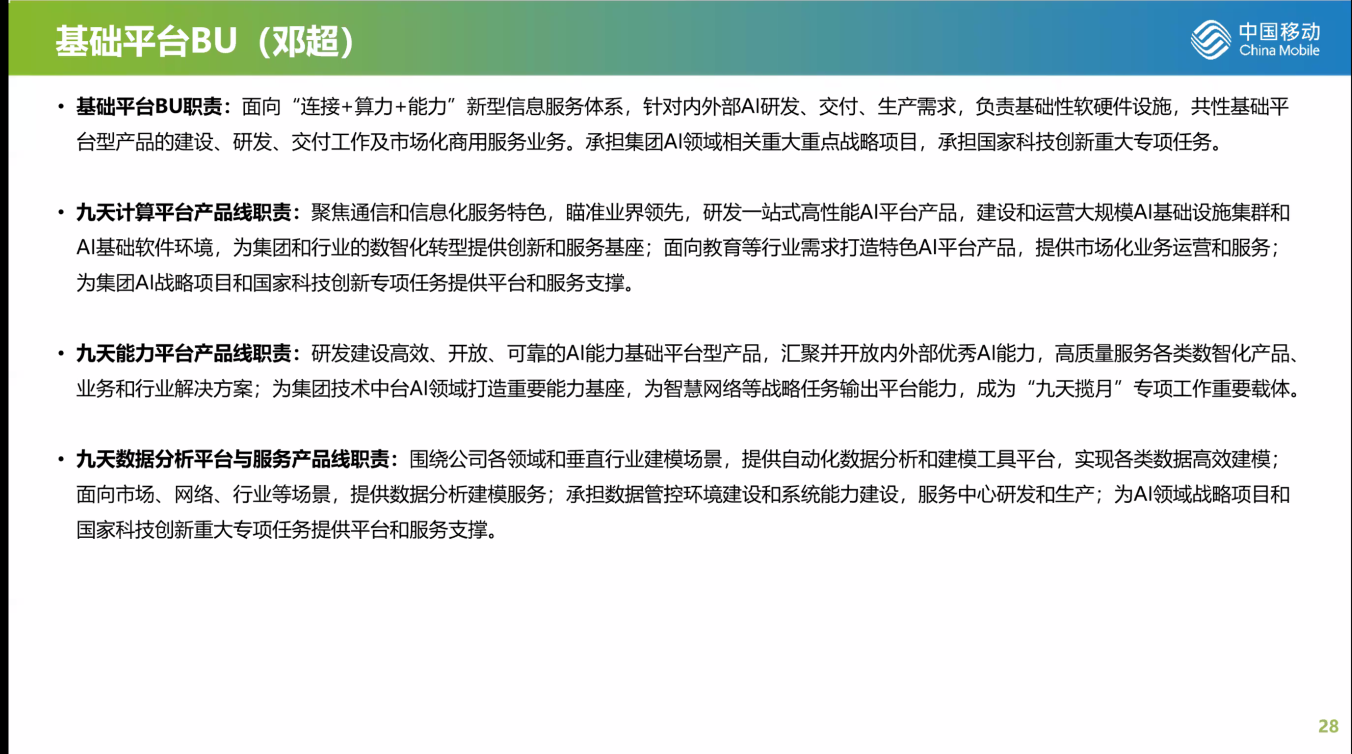 基础平台BU（邓超）
中国移动
China Mobile
• 基础平台BU职责：面向“连接+算力+能力”新型信息服务体系，针对内外部AI研发、交付、生产需求，负责基础性软硬件设施，共性基础平
台型产品的建设、研发、交付工作及市场化商用服务业务。承担集团AI领域相关重大重点战略项目，承担国家科技创新重大专项任务。
• 九天计算平台产品线职责：聚焦通信和信息化服务特色，瞄准业界领先，研发一站式高性能AI平台产品，建设和运营大规模AI基础设施集群和
AI基础软件环境，为集团和行业的数智化转型提供创新和服务基座；面向教育等行业需求打造特色AI平台产品，提供市场化业务运营和服务；
为集团AI战略项目和国家科技创新专项任务提供平台和服务支撑。
• 九天能力平台产品线职责：研发建设高效、开放、可靠的AI能力基础平台型产品，汇聚并开放内外部优秀AI能力，高质量服务各类数智化产品、
业务和行业解决方案；为集团技术中台AI领域打造重要能力基座，为智慧网络等战略任务输出平台能力，成为“九天揽月”专项工作重要载体。
• 九天数据分析平台与服务产品线职责：围绕公司各领域和垂直行业建模场景，提供自动化数据分析和建模工具平台，实现各类数据高效建模；
面向市场、网络、行业等场景，提供数据分析建模服务；承担数据管控环境建设和系统能力建设，服务中心研发和生产；为AI领域战略项目和
国家科技创新重大专项任务提供平台和服务支撑。
28